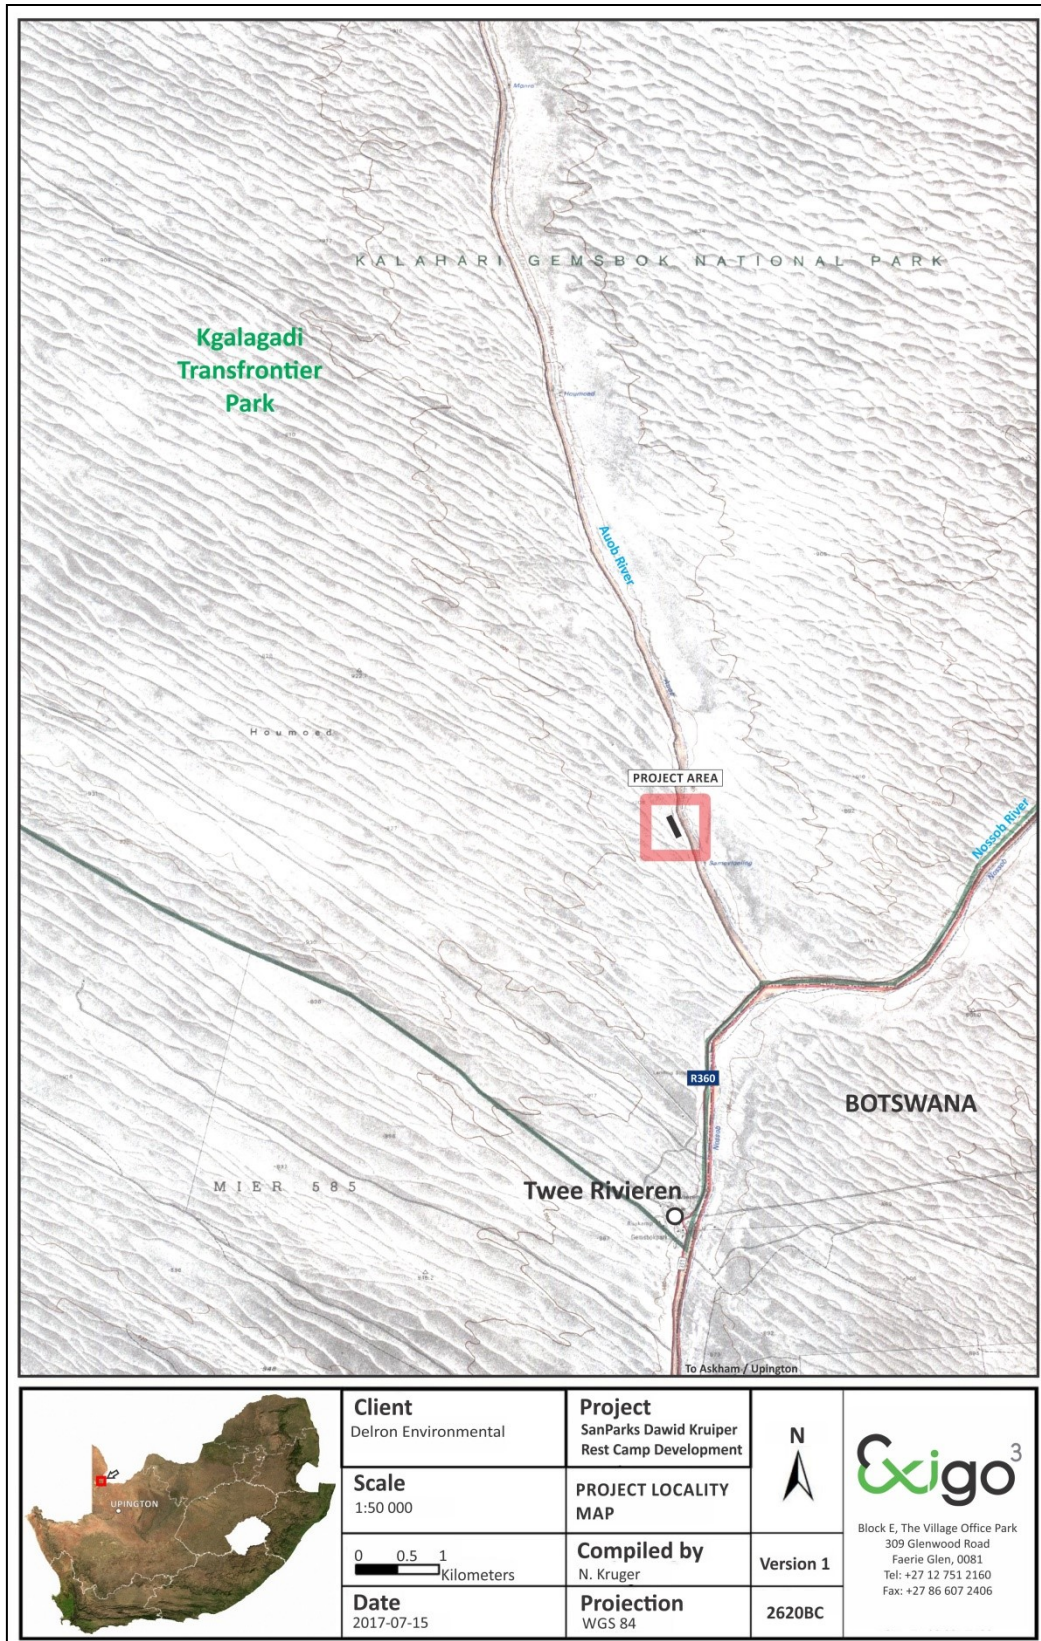 KALAHARI GEMSBOK NATIONAL PARK
Kgalagadi
Transfrontier
Park
Auob River
Houmoed
PROJECT AREA
Nossob River
Nossob
R360
BOTSWANA
Nossob
MIER 585
Twee Rivieren
To Askham / Upington
UPINGTON
Client
Delron Environmental
Scale
1:50 000
0 0.5 1
Kilometers
Date
2017-07-15
Project
SanParks Dawid Kruiper
Rest Camp Development
PROJECT LOCALITY
MAP
Compiled by
N. Kruger
Projection
WGS 84
N
Version 1
2620BC
Exigo3
Block E, The Village Office Park
309 Glenwood Road
Faerie Glen, 0081
Tel: +27 12 751 2160
Fax: +27 86 607 2406